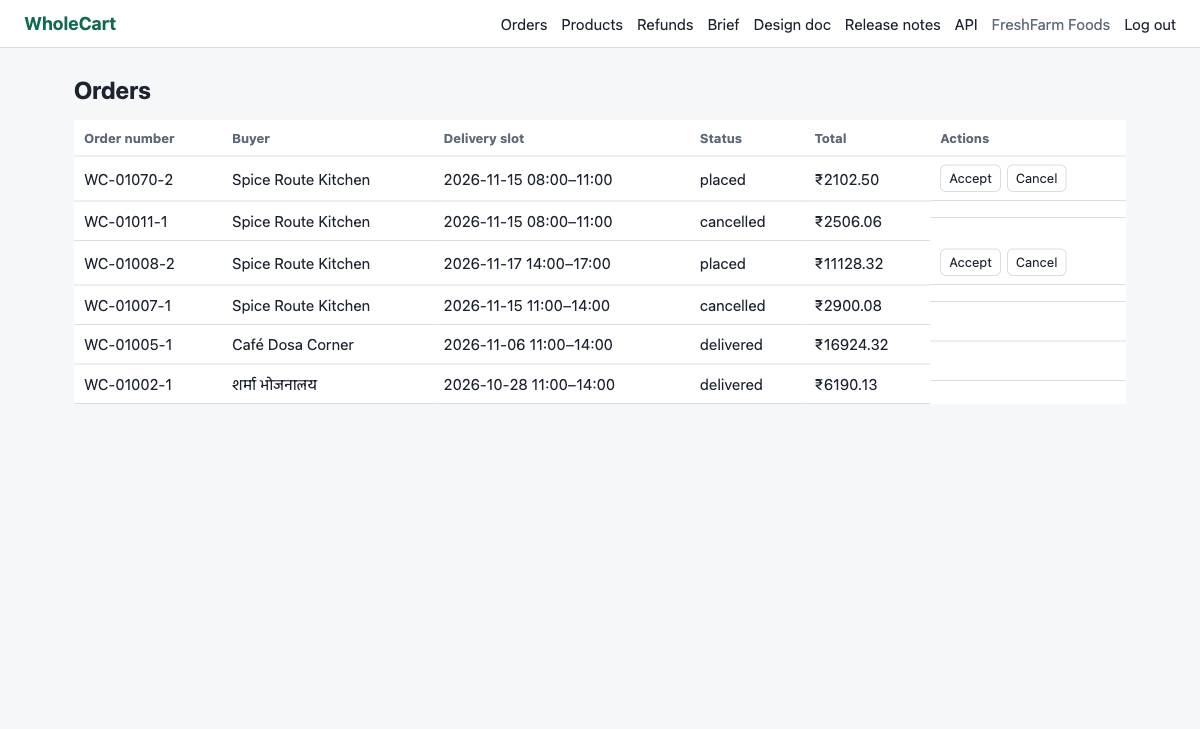 WholeCart Orders Products Refunds Brief Design doc Release notes API FreshFarm Foods Log out
Orders
Order number Buyer Delivery slot Status Total Actions
WC-01070-2 Spice Route Kitchen 2026-11-15 08:00–11:00 placed ₹2102.50 Accept Cancel
WC-01011-1 Spice Route Kitchen 2026-11-15 08:00–11:00 cancelled ₹2506.06
WC-01008-2 Spice Route Kitchen 2026-11-17 14:00–17:00 placed ₹11128.32 Accept Cancel
WC-01007-1 Spice Route Kitchen 2026-11-15 11:00–14:00 cancelled ₹2900.08
WC-01005-1 Café Dosa Corner 2026-11-06 11:00–14:00 delivered ₹16924.32
WC-01002-1 शर्मा भोजनालय 2026-10-28 11:00–14:00 delivered ₹6190.13